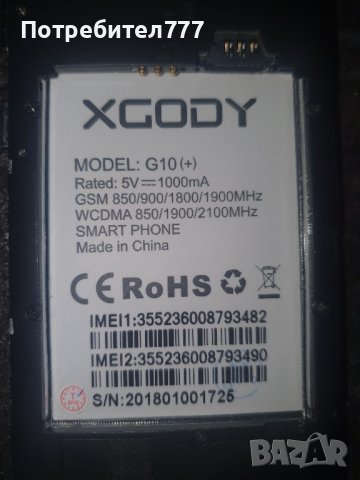 Потребител777
XGODY
MODEL: G10 (+)
Rated: 5V⎓1000mA
GSM 850/900/1800/1900MHz
WCDMA 850/1900/2100MHz
SMART PHONE
Made in China
CE RoHS
IMEI1:355236008793482
IMEI2:355236008793490
S/N:201801001725
BAZAR